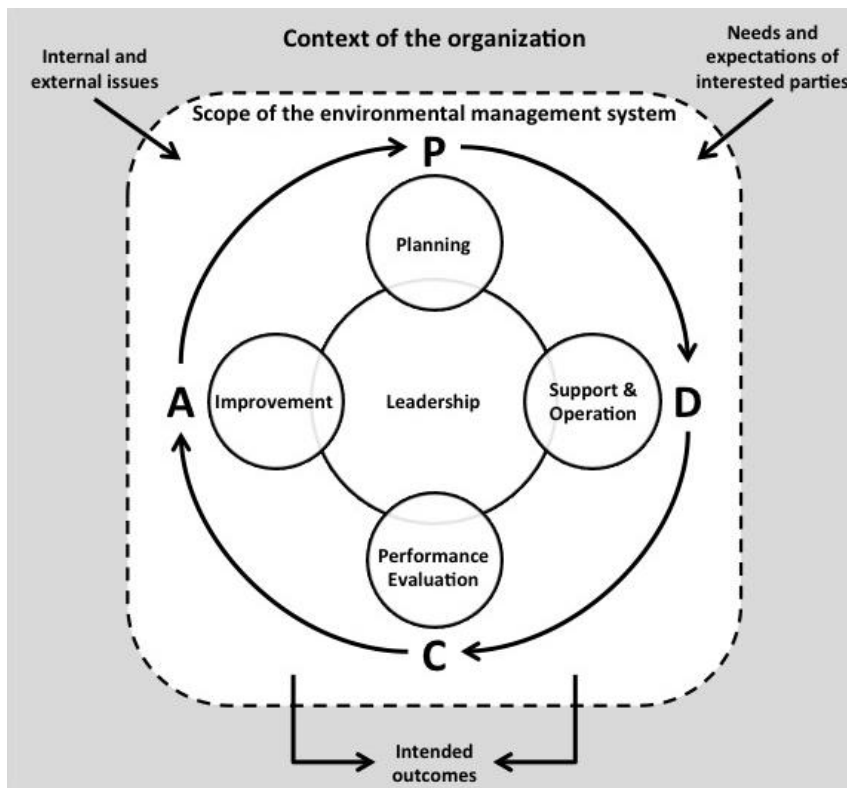 Context of the organization
Internal and
external issues
Needs and
expectations of
interested parties
Scope of the environmental management system
P
Planning
A
Improvement
Leadership
Support &
Operation
D
Performance
Evaluation
C
Intended
outcomes